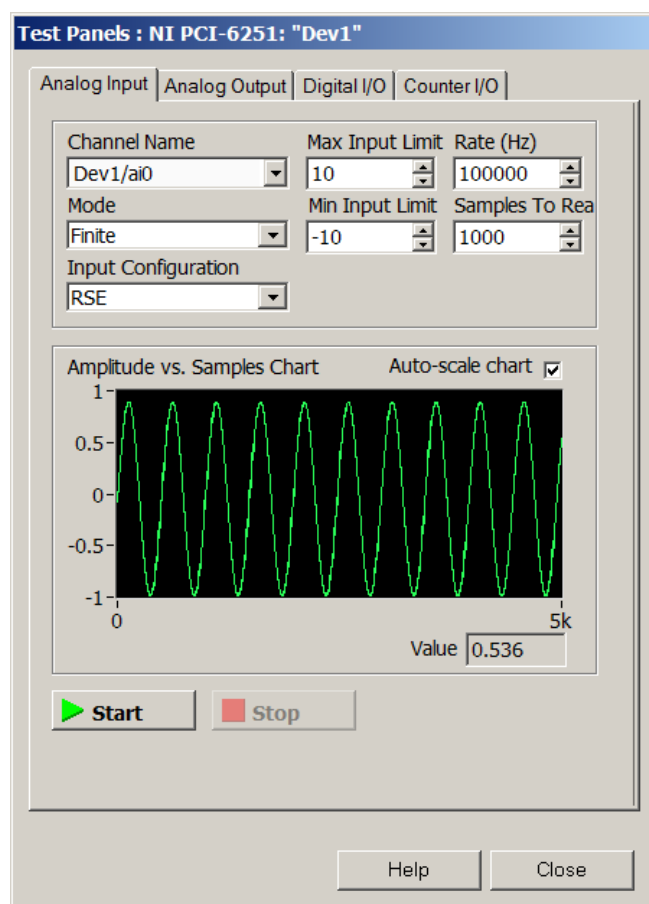 Test Panels : NI PCI-6251: "Dev1"
Analog Input Analog Output Digital I/O Counter I/O
Channel Name Max Input Limit Rate (Hz)
Dev1/ai0 10 100000
Mode Min Input Limit Samples To Rea
Finite -10 1000
Input Configuration
RSE
Amplitude vs. Samples Chart Auto-scale chart
1
0.5
0
-0.5
-1
0 5k
Value 0.536
Start Stop
Help Close